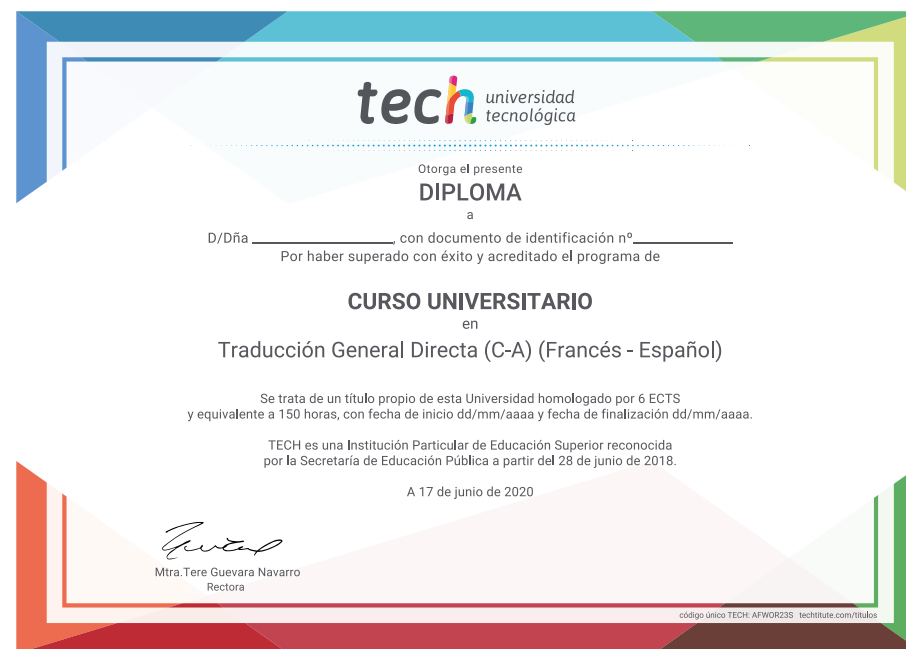 tech universidad
tecnológica
Otorga el presente
DIPLOMA
a
D/Dña ____________________, con documento de identificación nº______________
Por haber superado con éxito y acreditado el programa de
CURSO UNIVERSITARIO
en
Traducción General Directa (C-A) (Francés - Español)
Se trata de un título propio de esta Universidad homologado por 6 ECTS
y equivalente a 150 horas, con fecha de inicio dd/mm/aaaa y fecha de finalización dd/mm/aaaa.
TECH es una Institución Particular de Educación Superior reconocida
por la Secretaría de Educación Pública a partir del 28 de junio de 2018.
A 17 de junio de 2020
Mtra.Tere Guevara Navarro
Rectora
código único TECH: AFWOR23S techtitute.com/titulos